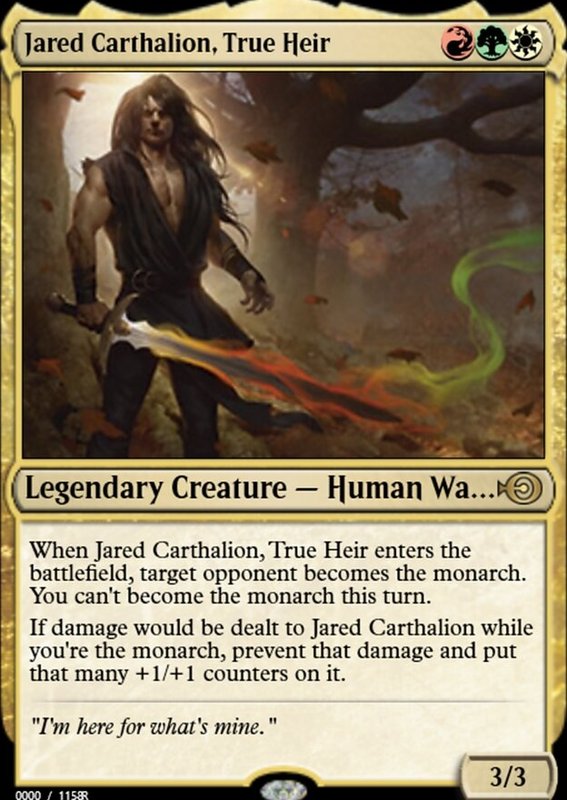 Jared Carthalion, True Heir
Legendary Creature — Human Wa...
When Jared Carthalion, True Heir enters the
battlefield, target opponent becomes the monarch.
You can't become the monarch this turn.
If damage would be dealt to Jared Carthalion while
you're the monarch, prevent that damage and put
that many +1/+1 counters on it.
"I'm here for what's mine."
3/3
0000 / 1158R